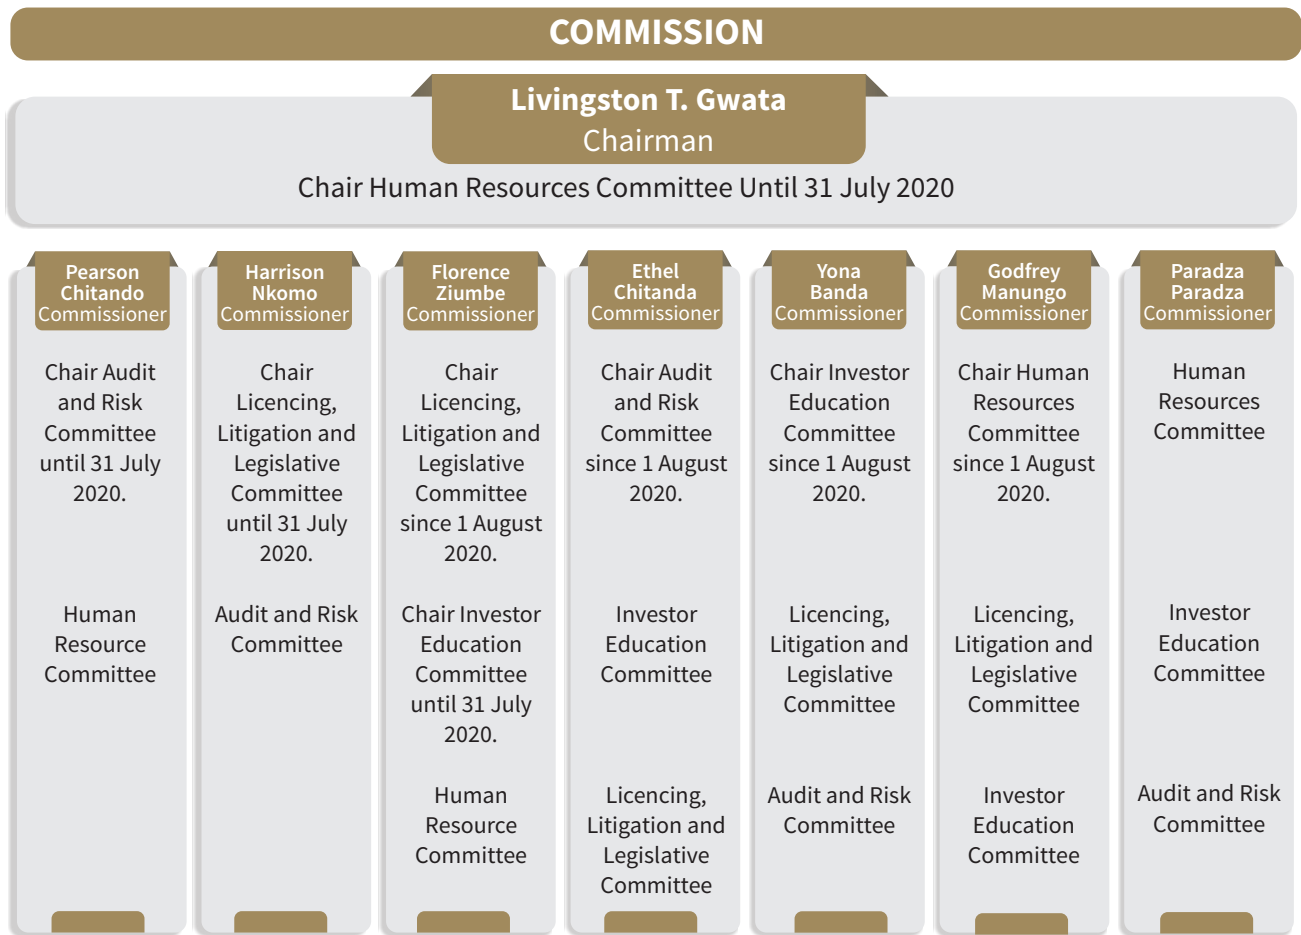 COMMISSION
Livingston T. Gwata
Chairman
Chair Human Resources Committee Until 31 July 2020
Pearson
Chitando
Commissioner
Chair Audit
and Risk
Committee
until 31 July
2020.
Human
Resource
Committee
Harrison
Nkomo
Commissioner
Chair
Licencing,
Litigation and
Legislative
Committee
until 31 July
2020.
Audit and Risk
Committee
Florence
Ziumbe
Commissioner
Chair
Licencing,
Litigation and
Legislative
Committee
since 1 August
2020.
Chair Investor
Education
Committee
until 31 July
2020.
Human
Resource
Committee
Ethel
Chitanda
Commissioner
Chair Audit
and Risk
Committee
since 1 August
2020.
Investor
Education
Committee
Licencing,
Litigation and
Legislative
Committee
Yona
Banda
Commissioner
Chair Investor
Education
Committee
since 1 August
2020.
Licencing,
Litigation and
Legislative
Committee
Audit and Risk
Committee
Godfrey
Manungo
Commissioner
Chair Human
Resources
Committee
since 1 August
2020.
Licencing,
Litigation and
Legislative
Committee
Investor
Education
Committee
Paradza
Paradza
Commissioner
Human
Resources
Committee
Investor
Education
Committee
Audit and Risk
Committee